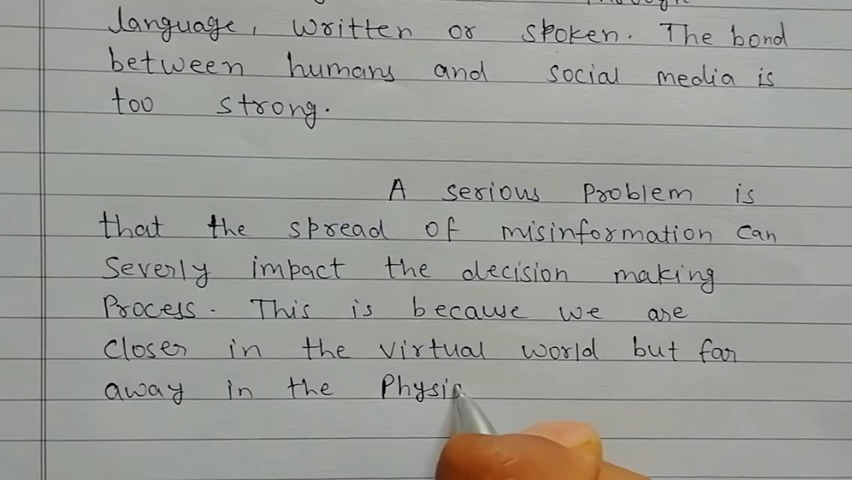 language, written or spoken. The bond
between humans and social media is
too strong.
A serious Problem is
that the spread of misinformation can
severly impact the decision making
Process. This is because we are
closer in the virtual world but far
away in the Physic